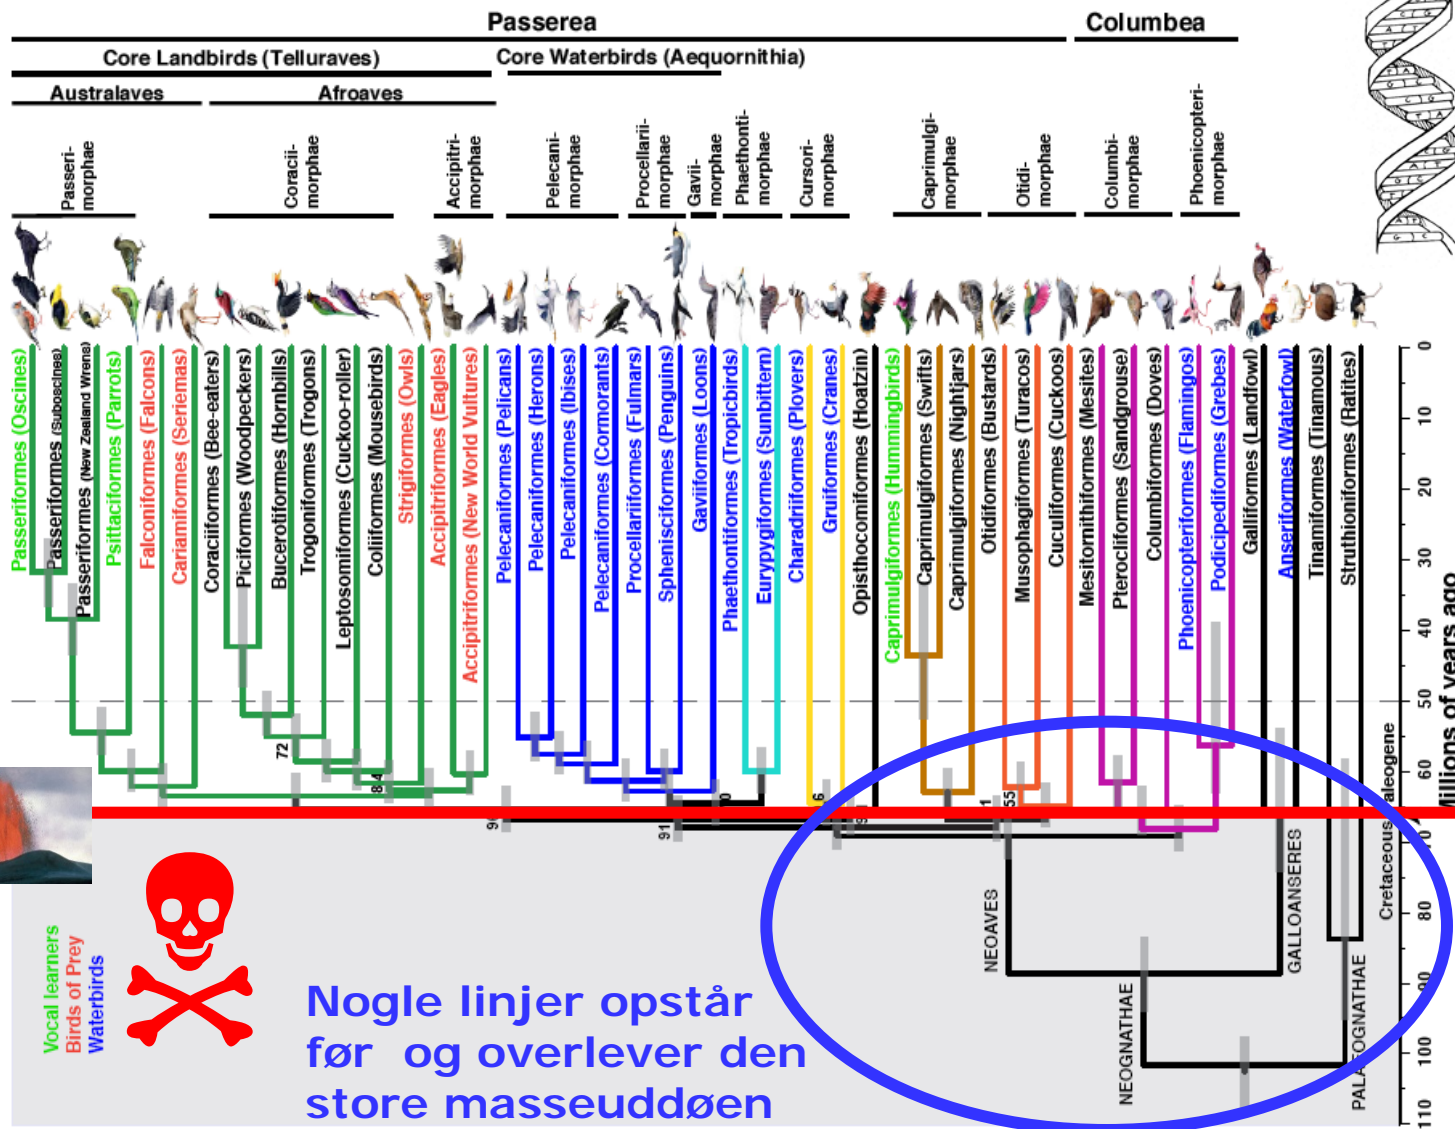 Passerea
Columbea
Core Landbirds (Telluraves)
Core Waterbirds (Aequornithia)
Australaves
Afroaves
Passeri-
morphae
Coracii-
morphae
Accipitri-
morphae
Pelecani-
morphae
Procellarii-
morphae
Gavii-
morphae
Phaethonti-
morphae
Cursori-
morphae
Caprimulgi-
morphae
Otidi-
morphae
Columbi-
morphae
Phoenicopteri-
morphae
Passeriformes (Oscines)
Passeriformes (Suboscines)
Passeriformes (New Zealand Wrens)
Psittaciformes (Parrots)
Falconiformes (Falcons)
Cariamiformes (Seriemas)
Coraciiformes (Bee-eaters)
Piciformes (Woodpeckers)
Bucerotiformes (Hornbills)
Trogoniformes (Trogons)
Leptosomiformes (Cuckoo-roller)
Coliiformes (Mousebirds)
Strigiformes (Owls)
Accipitriformes (Eagles)
Accipitriformes (New World Vultures)
Pelecaniformes (Pelicans)
Pelecaniformes (Herons)
Pelecaniformes (Ibises)
Pelecaniformes (Cormorants)
Procellariiformes (Fulmars)
Sphenisciformes (Penguins)
Gaviiformes (Loons)
Phaethontiformes (Tropicbirds)
Eurypygiformes (Sunbittern)
Charadriiformes (Plovers)
Gruiformes (Cranes)
Opisthocomiformes (Hoatzin)
Caprimulgiformes (Hummingbirds)
Caprimulgiformes (Swifts)
Caprimulgiformes (Nightjars)
Otidiformes (Bustards)
Musophagiformes (Turacos)
Cuculiformes (Cuckoos)
Mesitornithiformes (Mesites)
Pterocliformes (Sandgrouse)
Columbiformes (Doves)
Phoenicopteriformes (Flamingos)
Podicipediformes (Grebes)
Galliformes (Landfowl)
Anseriformes (Waterfowl)
Tinamiformes (Tinamous)
Struthioniformes (Ratites)
0
10
20
30
40
50
60
70
80
90
100
110
Millions of years ago
Cretaceous
aleogene
72
91
55
NEOAVES
GALLOANSERES
NEOGNATHAE
PALAEOGNATHAE
Vocal learners
Birds of Prey
Waterbirds
Nogle linjer opstår
før og overlever den
store masseuddøen